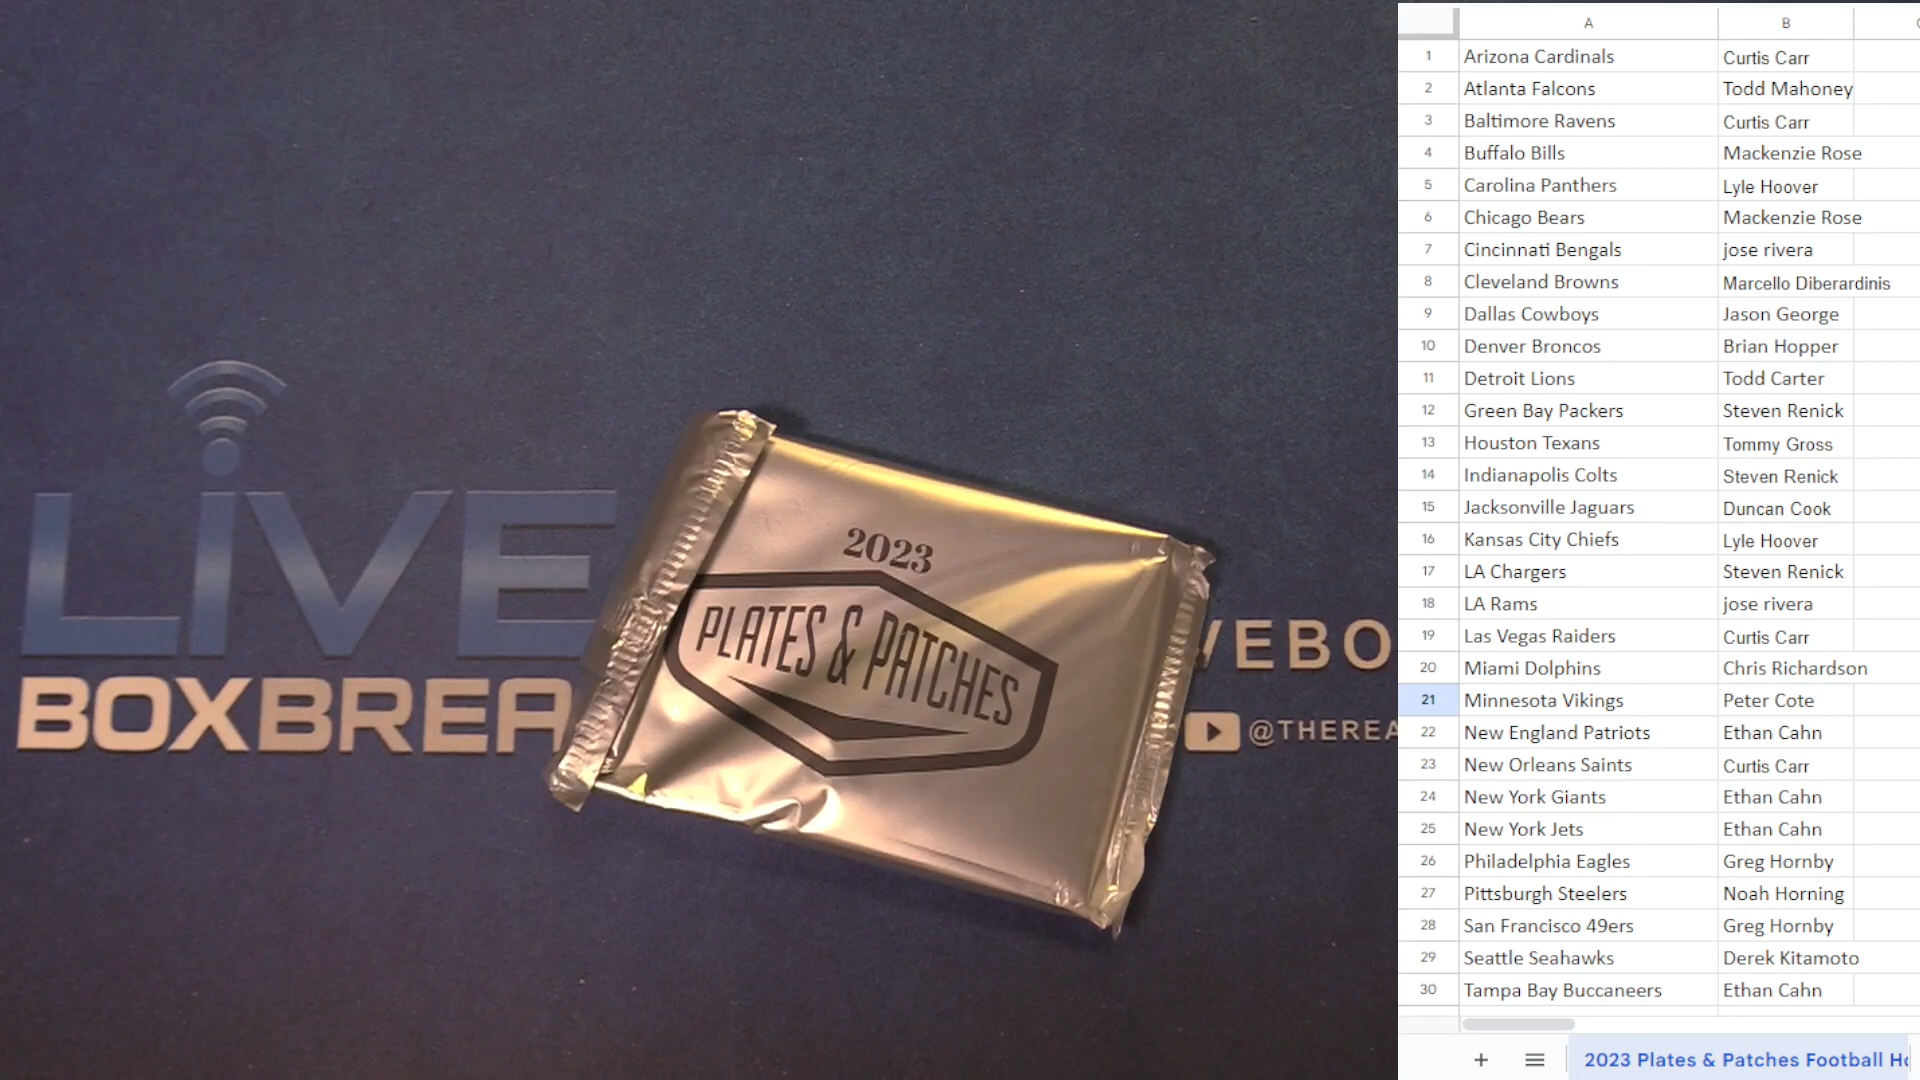 LiVE
BOXBREA
VEBO
@THEREA
2023
PLATES & PATCHES
A B
1 Arizona Cardinals Curtis Carr
2 Atlanta Falcons Todd Mahoney
3 Baltimore Ravens Curtis Carr
4 Buffalo Bills Mackenzie Rose
5 Carolina Panthers Lyle Hoover
6 Chicago Bears Mackenzie Rose
7 Cincinnati Bengals jose rivera
8 Cleveland Browns Marcello Diberardinis
9 Dallas Cowboys Jason George
10 Denver Broncos Brian Hopper
11 Detroit Lions Todd Carter
12 Green Bay Packers Steven Renick
13 Houston Texans Tommy Gross
14 Indianapolis Colts Steven Renick
15 Jacksonville Jaguars Duncan Cook
16 Kansas City Chiefs Lyle Hoover
17 LA Chargers Steven Renick
18 LA Rams jose rivera
19 Las Vegas Raiders Curtis Carr
20 Miami Dolphins Chris Richardson
21 Minnesota Vikings Peter Cote
22 New England Patriots Ethan Cahn
23 New Orleans Saints Curtis Carr
24 New York Giants Ethan Cahn
25 New York Jets Ethan Cahn
26 Philadelphia Eagles Greg Hornby
27 Pittsburgh Steelers Noah Horning
28 San Francisco 49ers Greg Hornby
29 Seattle Seahawks Derek Kitamoto
30 Tampa Bay Buccaneers Ethan Cahn
2023 Plates & Patches Football Ho